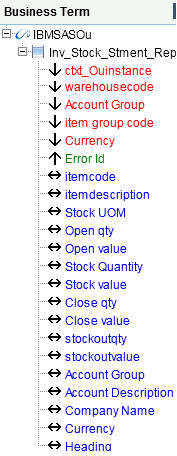 Business Term
IBMSASOu
Inv_Stock_Stment_Rep
ctxt_Ouinstance
warehousecode
Account Group
item group code
Currency
Error Id
itemcode
itemdescription
Stock UOM
Open qty
Open value
Stock Quantity
Stock value
Close qty
Close value
stockoutqty
stockoutvalue
Account Group
Account Description
Company Name
Currency
Heading